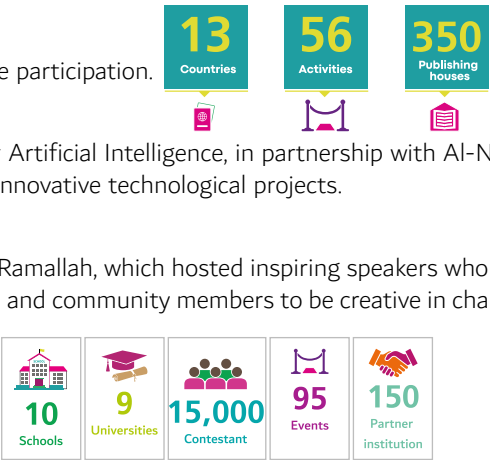 13 56 350
Countries Activities Publishing
houses
e participation.
Artificial Intelligence, in partnership with Al-N
nnovative technological projects.
Ramallah, which hosted inspiring speakers who
and community members to be creative in cha
SCHOOL
10 9 15,000 95 150
Schools Universities Contestant Events Partner
institution